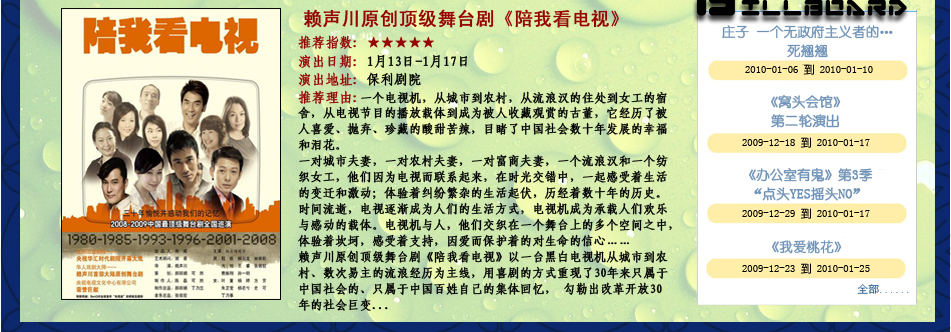 陪我看电视
三十年愉悦并感动我们的记忆
2008-2009中国最顶级舞台剧全国巡演
1980-1985-1993-1996-2001-2008
赖声川原创顶级舞台剧《陪我看电视》
推荐指数: ★★★★★
演出日期: 1月13日-1月17日
演出地址: 保利剧院
推荐理由:一个电视机，从城市到农村，从流浪汉的住处到女工的宿
舍，从电视节目的播放载体到成为被人收藏观赏的古董，它经历了被
人喜爱、抛弃、珍藏的酸甜苦辣，目睹了中国社会数十年发展的幸福
和泪花。
一对城市夫妻，一对农村夫妻，一对富商夫妻，一个流浪汉和一个纺
织女工，他们因为电视而联系起来，在时光交错中，一起感受着生活
的变迁和激动；体验着纠纷繁杂的生活起伏，历经着数十年的历史。
时间流逝，电视逐渐成为人们的生活方式，电视机成为承载人们欢乐
与感动的载体。电视机与人，他们交织在一个舞台上的多个空间之中，
体验着坎坷，感受着支持，因爱而保护着的对生命的信心……
赖声川原创顶级舞台剧《陪我看电视》以一台黑白电视机从城市到农
村、数次易主的流浪经历为主线，用喜剧的方式重现了30年来只属于
中国社会的、只属于中国百姓自己的集体回忆， 勾勒出改革开放30
年的社会巨变...
BILLBOARD
庄子 一个无政府主义者的…
死翘翘
2010-01-06 到 2010-01-10
《窝头会馆》
第二轮演出
2009-12-18 到 2010-01-17
《办公室有鬼》第3季
“点头YES摇头NO”
2009-12-29 到 2010-01-17
《我爱桃花》
2009-12-23 到 2010-01-25
全部......